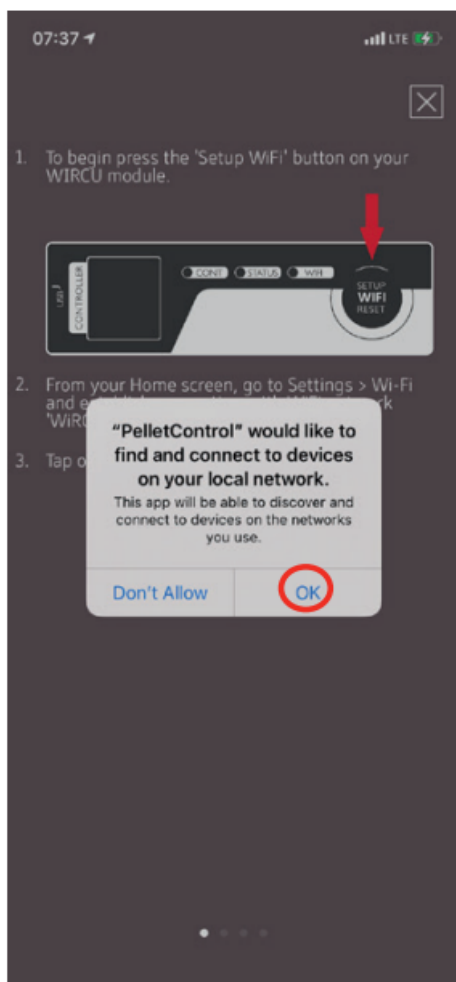 07:37
LTE
1. To begin press the 'Setup WiFi' button on your
WIRCU module.
USB
CONTROLLER
CONT STATUS WIFI
SETUP
WIFI
RESET
2. From your Home screen, go to Settings > Wi-Fi
and
'WiRC
3. Tap o
"PelletControl" would like to
find and connect to devices
on your local network.
This app will be able to discover and
connect to devices on the networks
you use.
Don't Allow OK